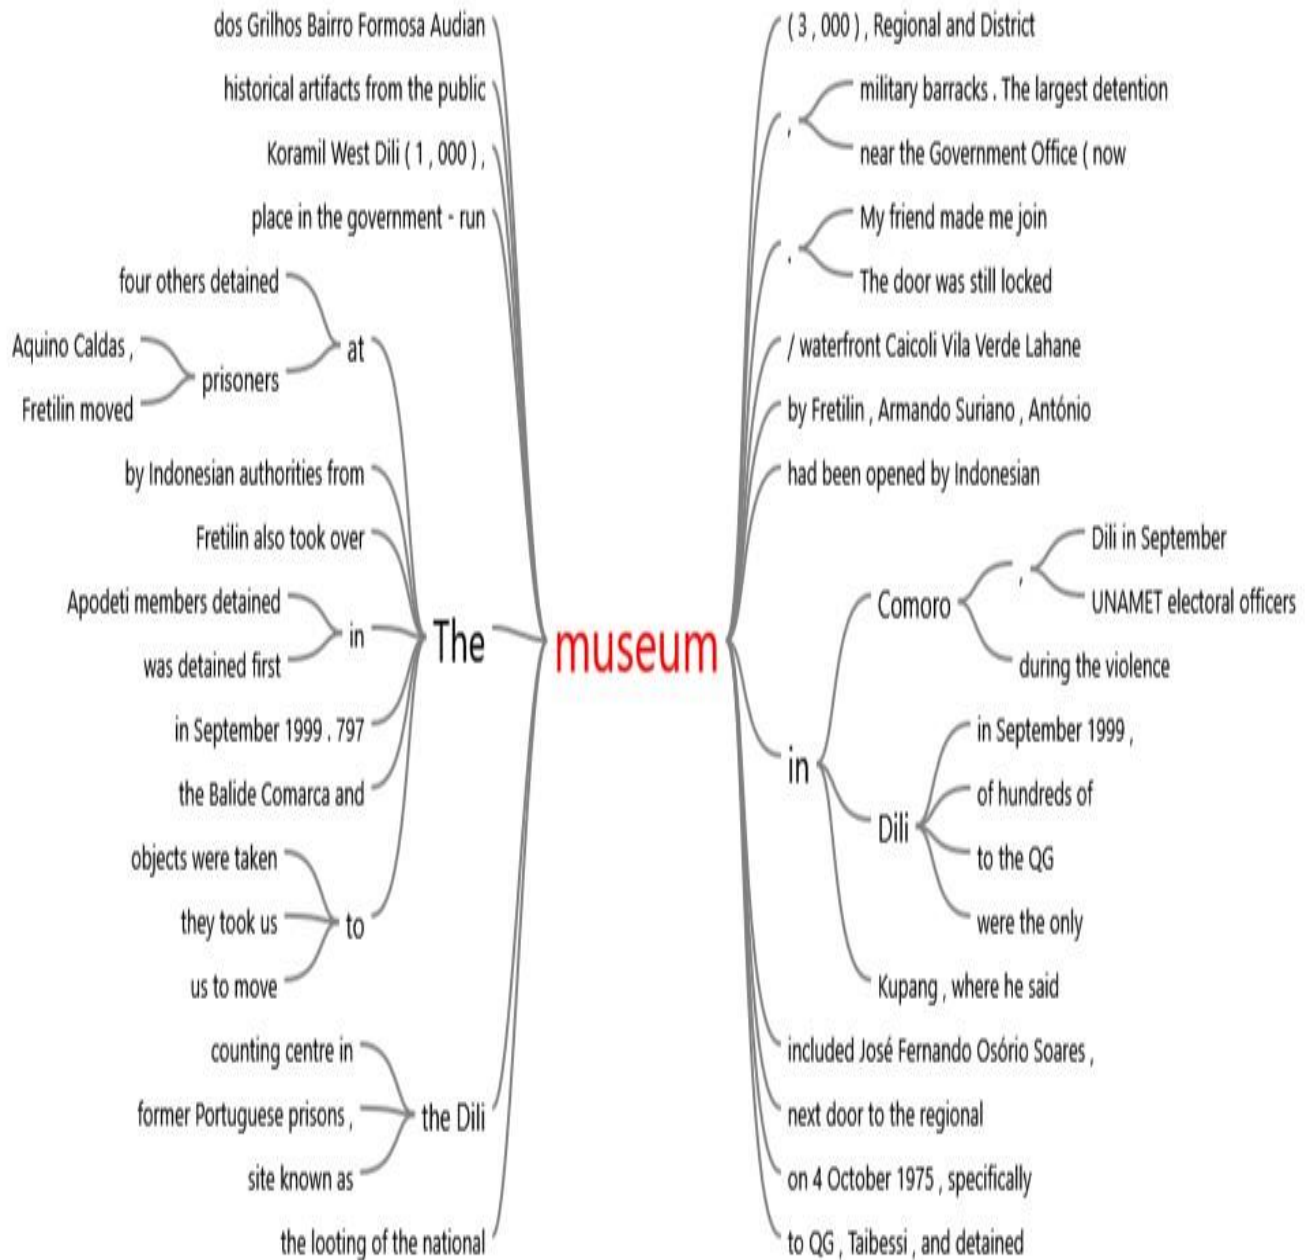 dos Grilhos Bairro Formosa Audian
historical artifacts from the public
Koramil West Dili ( 1 , 000 ) ,
place in the government - run
four others detained
Aquino Caldas ,
Fretilin moved
prisoners
at
by Indonesian authorities from
Fretilin also took over
Apodeti members detained
was detained first
in
in September 1999 . 797
the Balide Comarca and
objects were taken
they took us
us to move
to
The
counting centre in
former Portuguese prisons ,
site known as
the Dili
the looting of the national
museum
( 3 , 000 ) , Regional and District
,
military barracks . The largest detention
near the Government Office ( now
.
My friend made me join
The door was still locked
/ waterfront Caicoli Vila Verde Lahane
by Fretilin , Armando Suriano , António
had been opened by Indonesian
in
Comoro
,
Dili in September
UNAMET electoral officers
during the violence
Dili
in September 1999 ,
of hundreds of
to the QG
were the only
Kupang , where he said
included José Fernando Osório Soares ,
next door to the regional
on 4 October 1975 , specifically
to QG , Taibessi , and detained